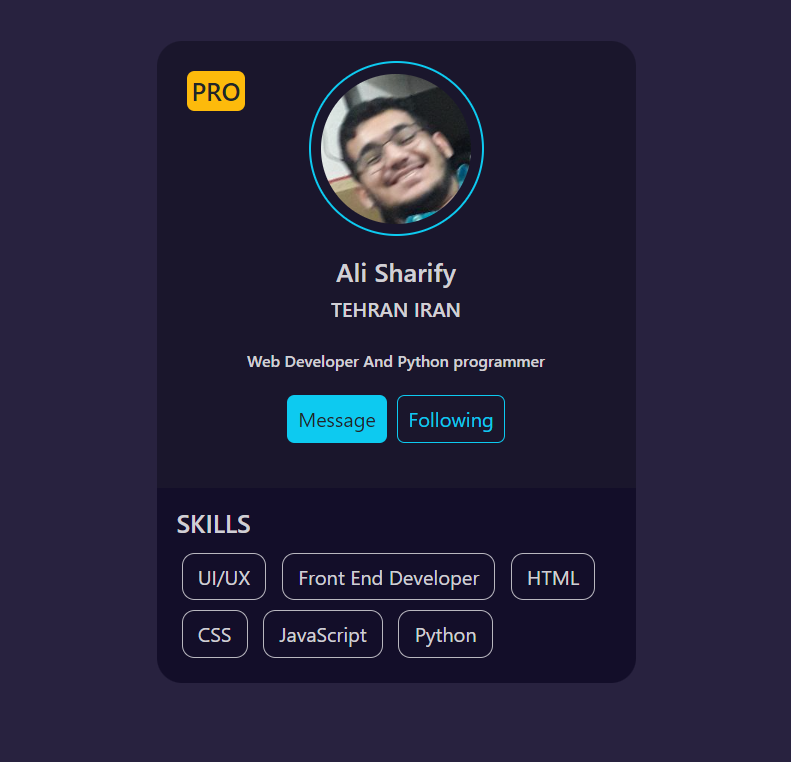 PRO
Ali Sharify
TEHRAN IRAN
Web Developer And Python programmer
Message Following
SKILLS
UI/UX Front End Developer HTML
CSS JavaScript Python